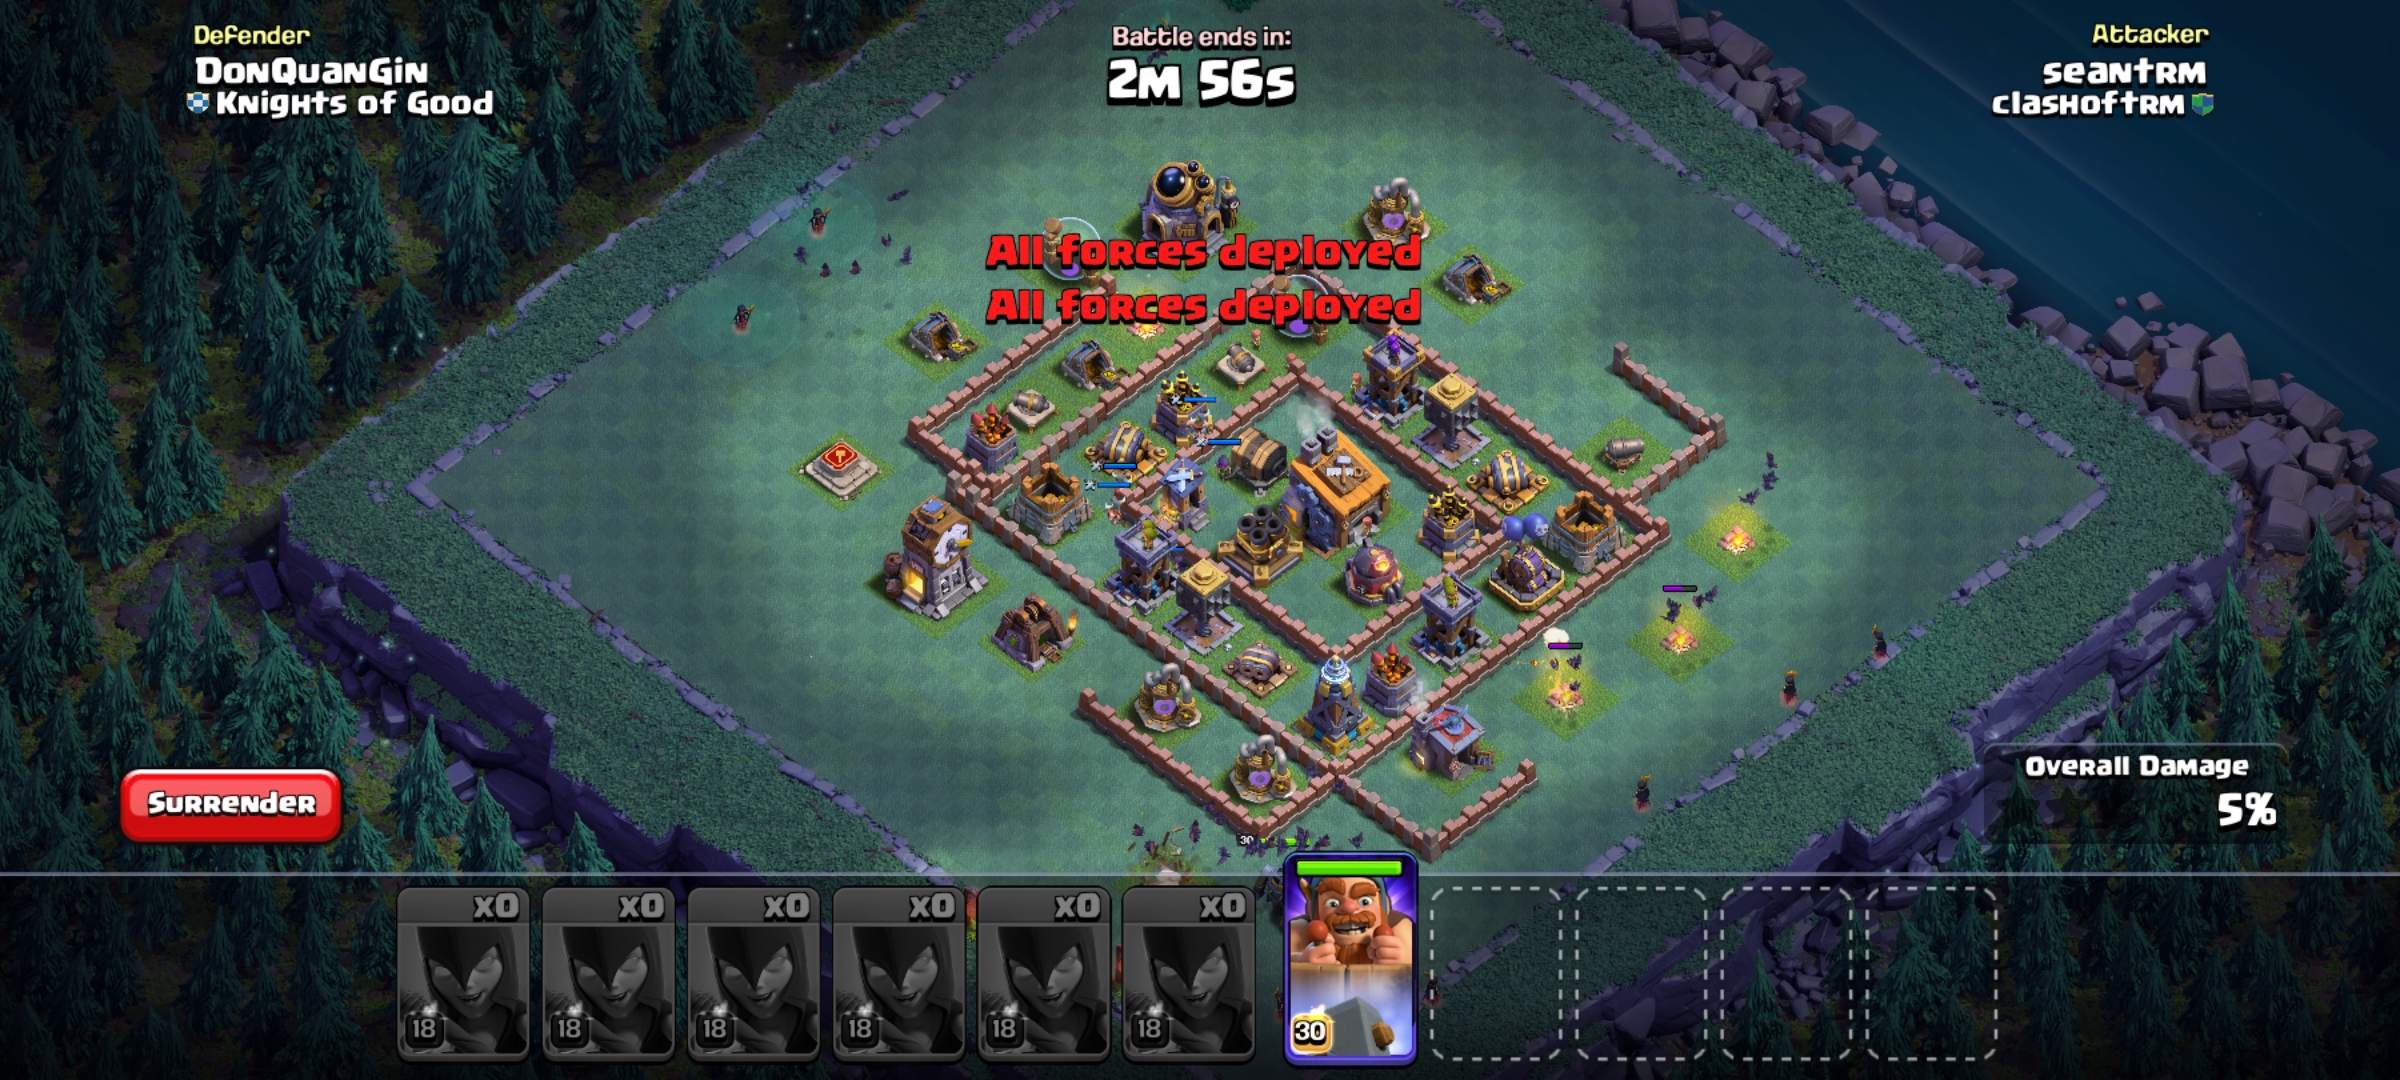 Defender
DonQuanGin
Knights of Good
Battle ends in:
2m 56s
Attacker
seantrm
clashoftrm
All forces deployed
All forces deployed
Surrender
Overall Damage
5%
30
x0
x0
x0
x0
x0
x0
18
18
18
18
18
18
30